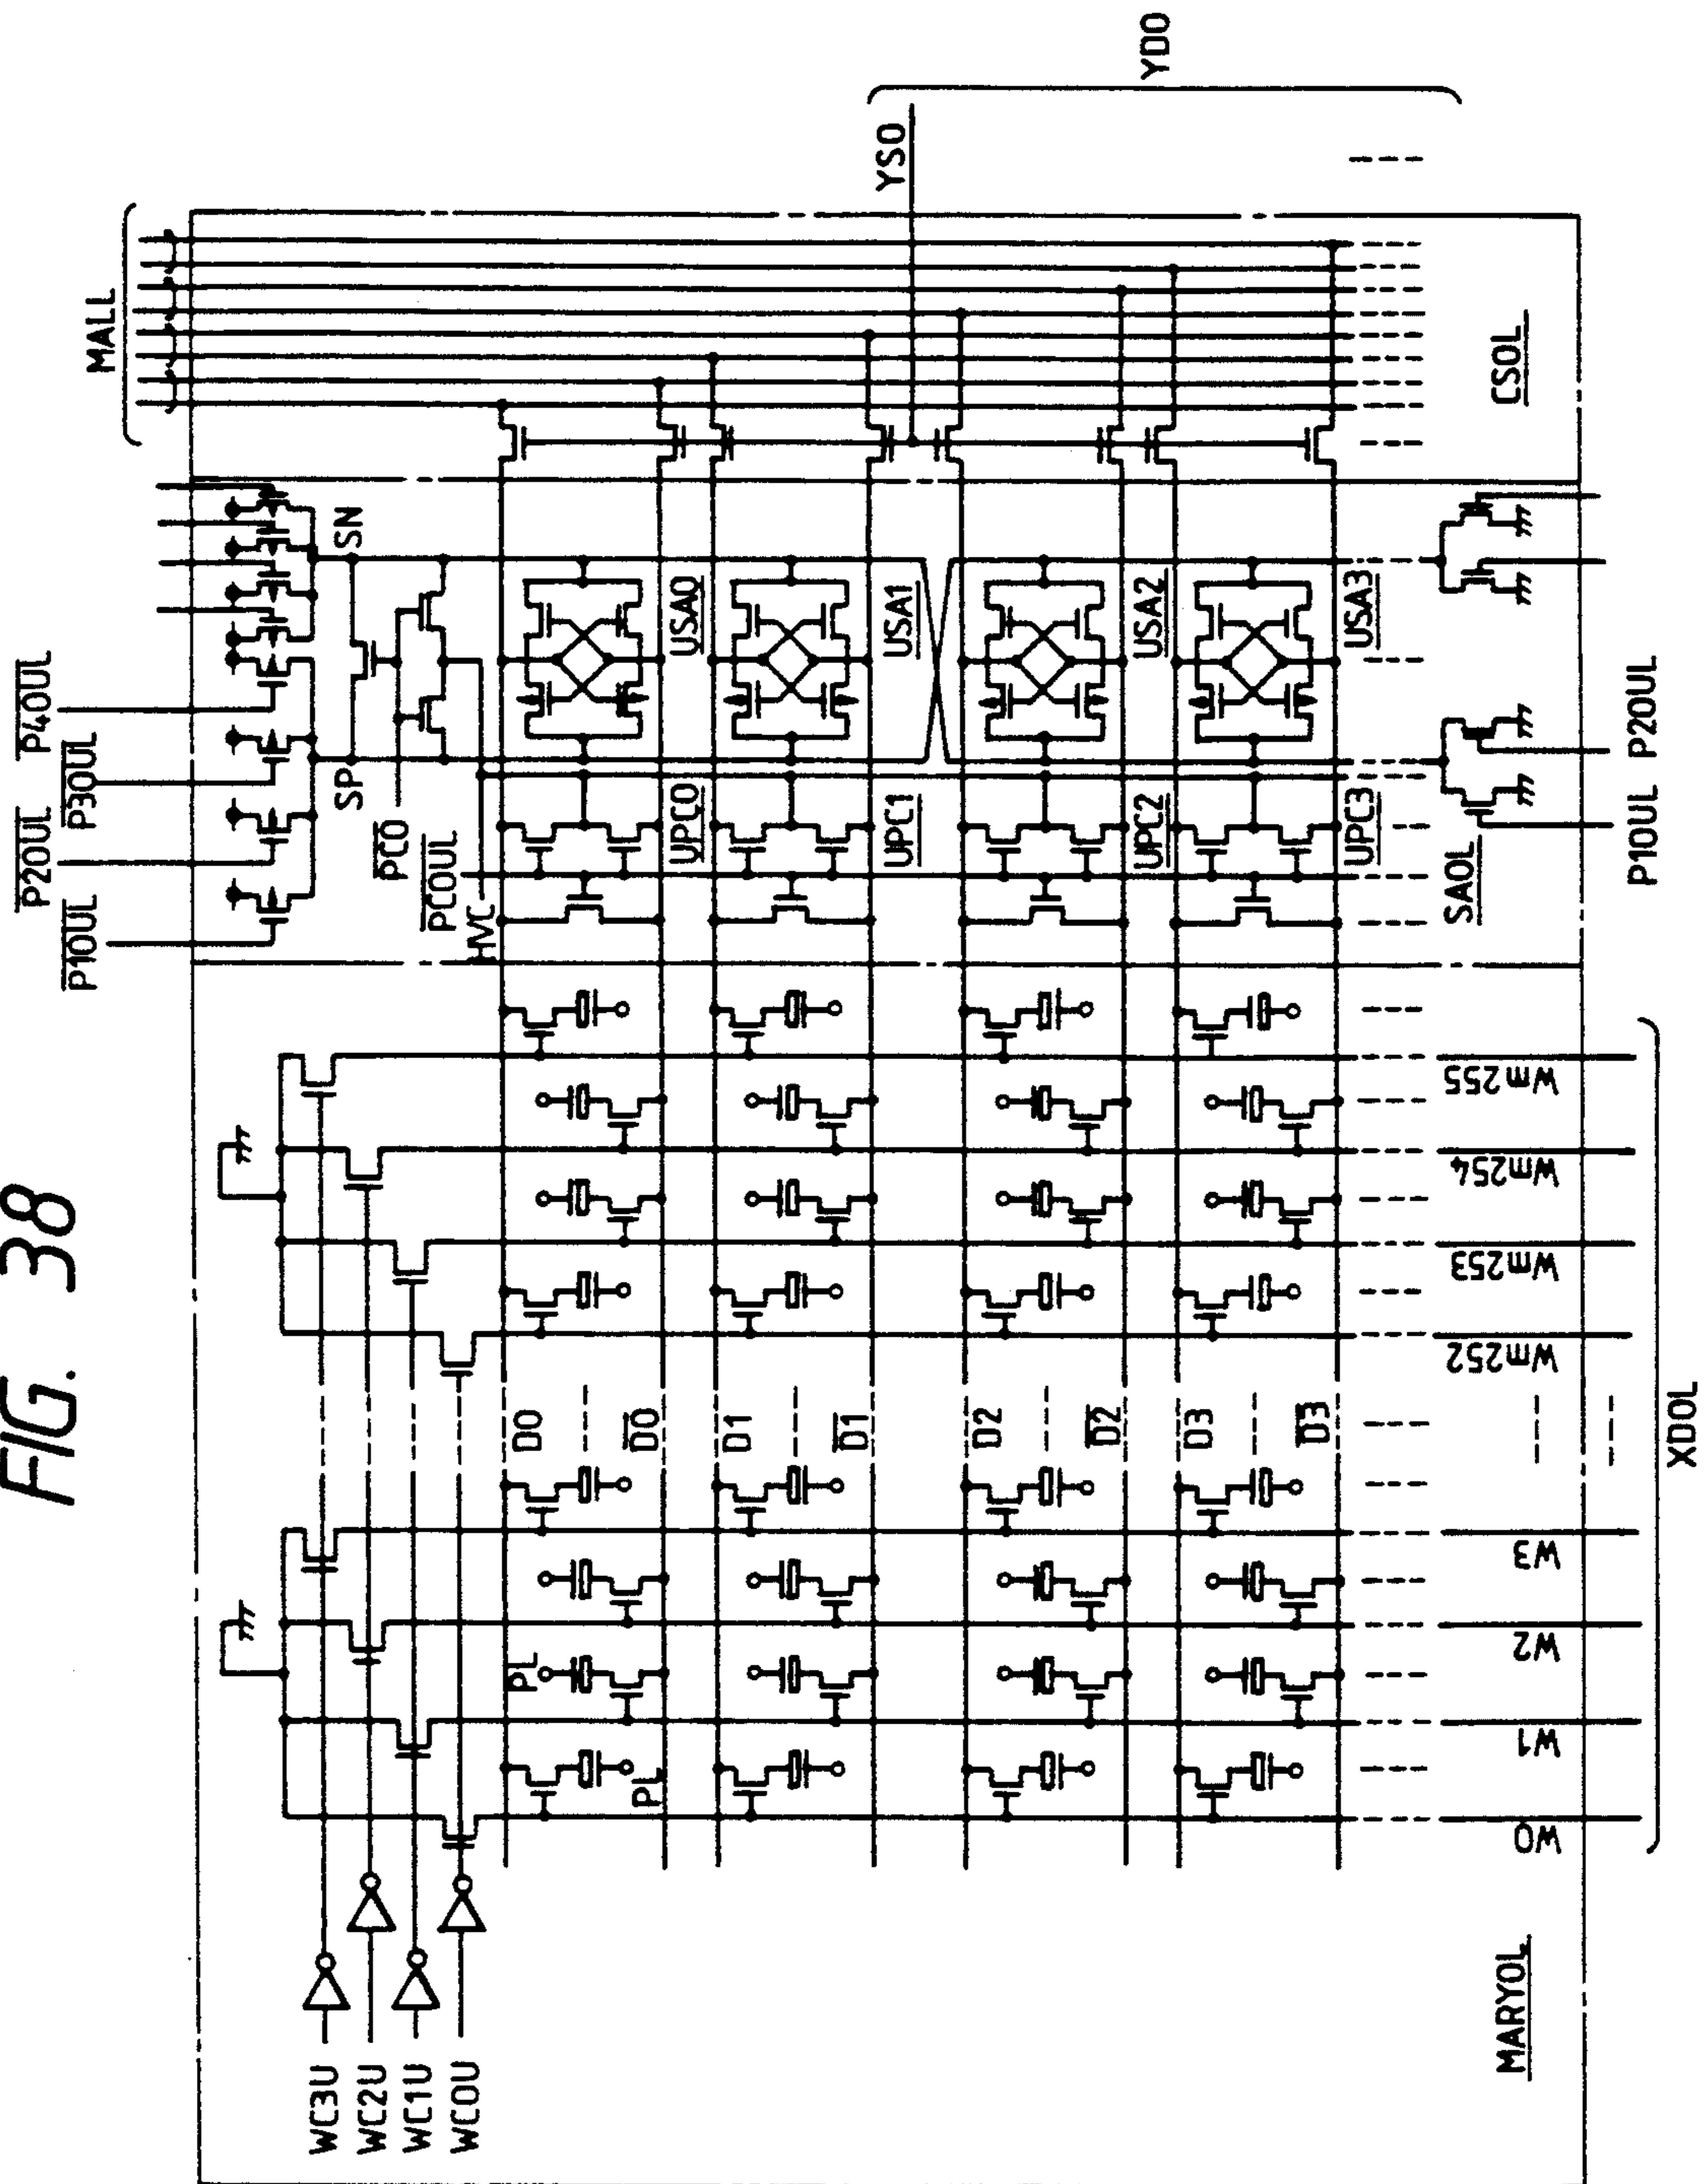 FIG. 38
MALL
YS0
YD0
CS0L
P10UL
P20UL
P30UL
P40UL
SP
SN
PC0
PC0UL
HVC
USA0
USA1
USA2
USA3
UPC0
UPC1
UPC2
UPC3
SA0L
P10UL
P20UL
D0
D0
D1
D1
D2
D2
D3
D3
PL
PL
Wm255
Wm254
Wm253
Wm252
W3
W2
W1
W0
XD0L
WC3U
WC2U
WC1U
WC0U
MARY0L